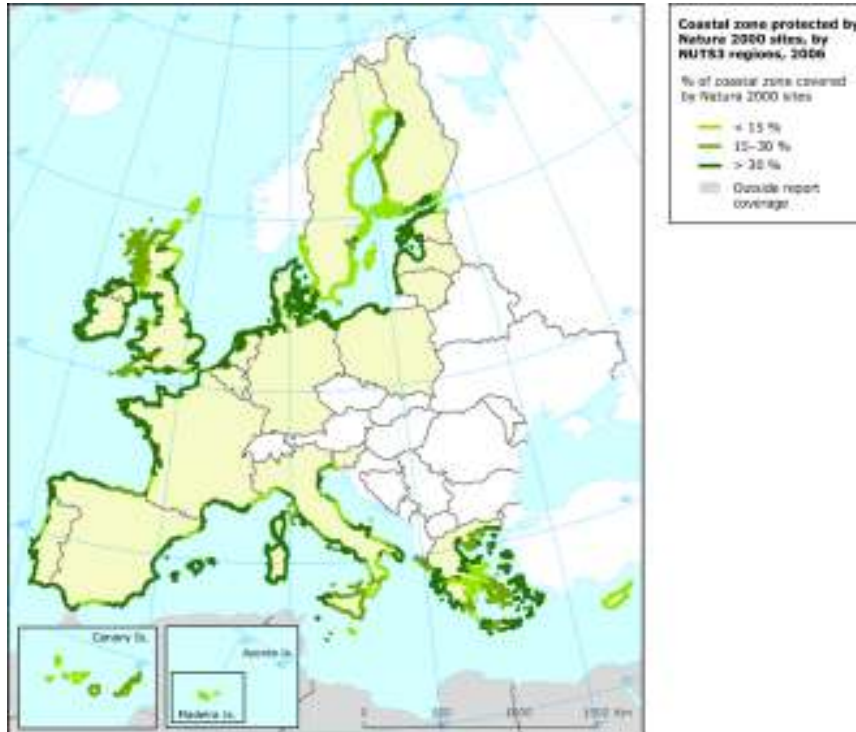 Coastal zone protected by
Nature 2000 sites, by
NUTS3 regions, 2006
% of coastal zone covered
by Natura 2000 sites
< 15 %
15–30 %
> 30 %
Outside report
coverage
Canary Is.
Azores Is.
Madeira Is.
0 500 1000 1500 Km